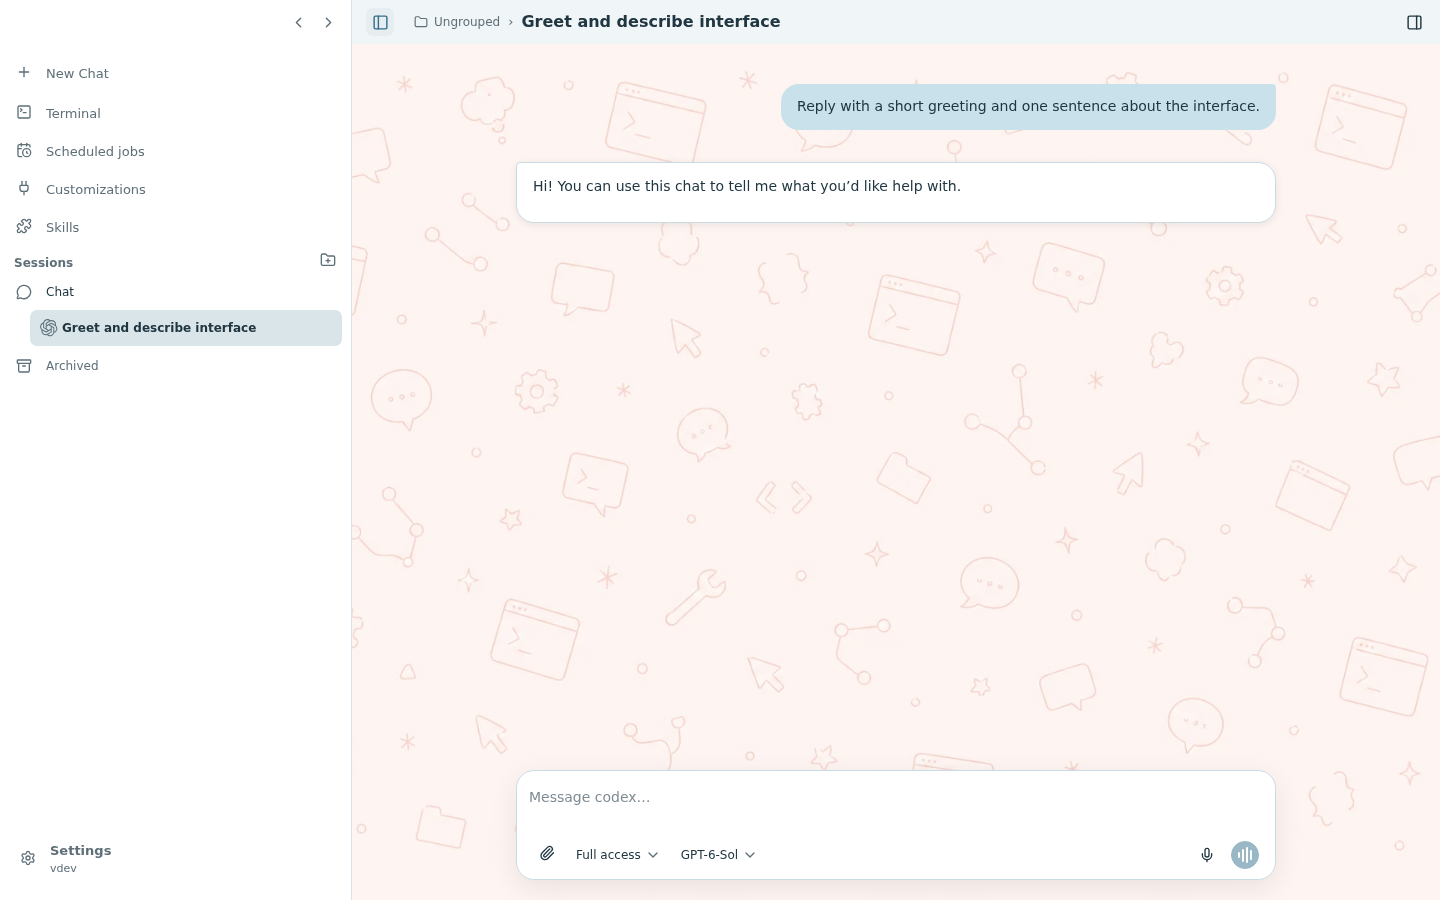 Ungrouped › Greet and describe interface
New Chat
Terminal
Scheduled jobs
Customizations
Skills
Sessions
Chat
Greet and describe interface
Archived
Settings
vdev
Reply with a short greeting and one sentence about the interface.
Hi! You can use this chat to tell me what you’d like help with.
Message codex...
Full access
GPT-6-Sol